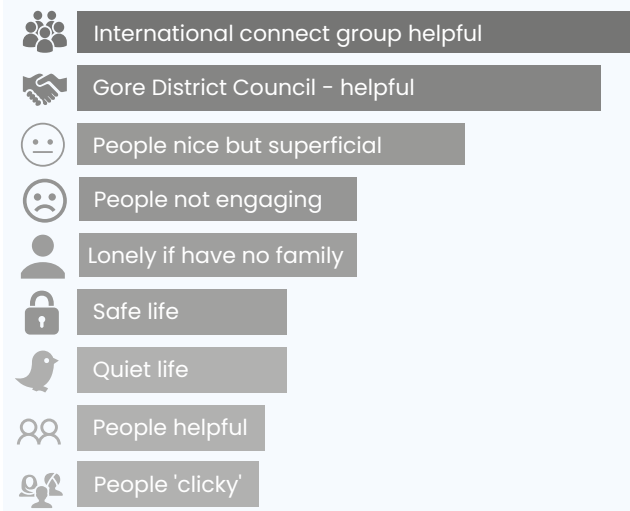 International connect group helpful
Gore District Council - helpful
People nice but superficial
People not engaging
Lonely if have no family
Safe life
Quiet life
People helpful
People 'clicky'